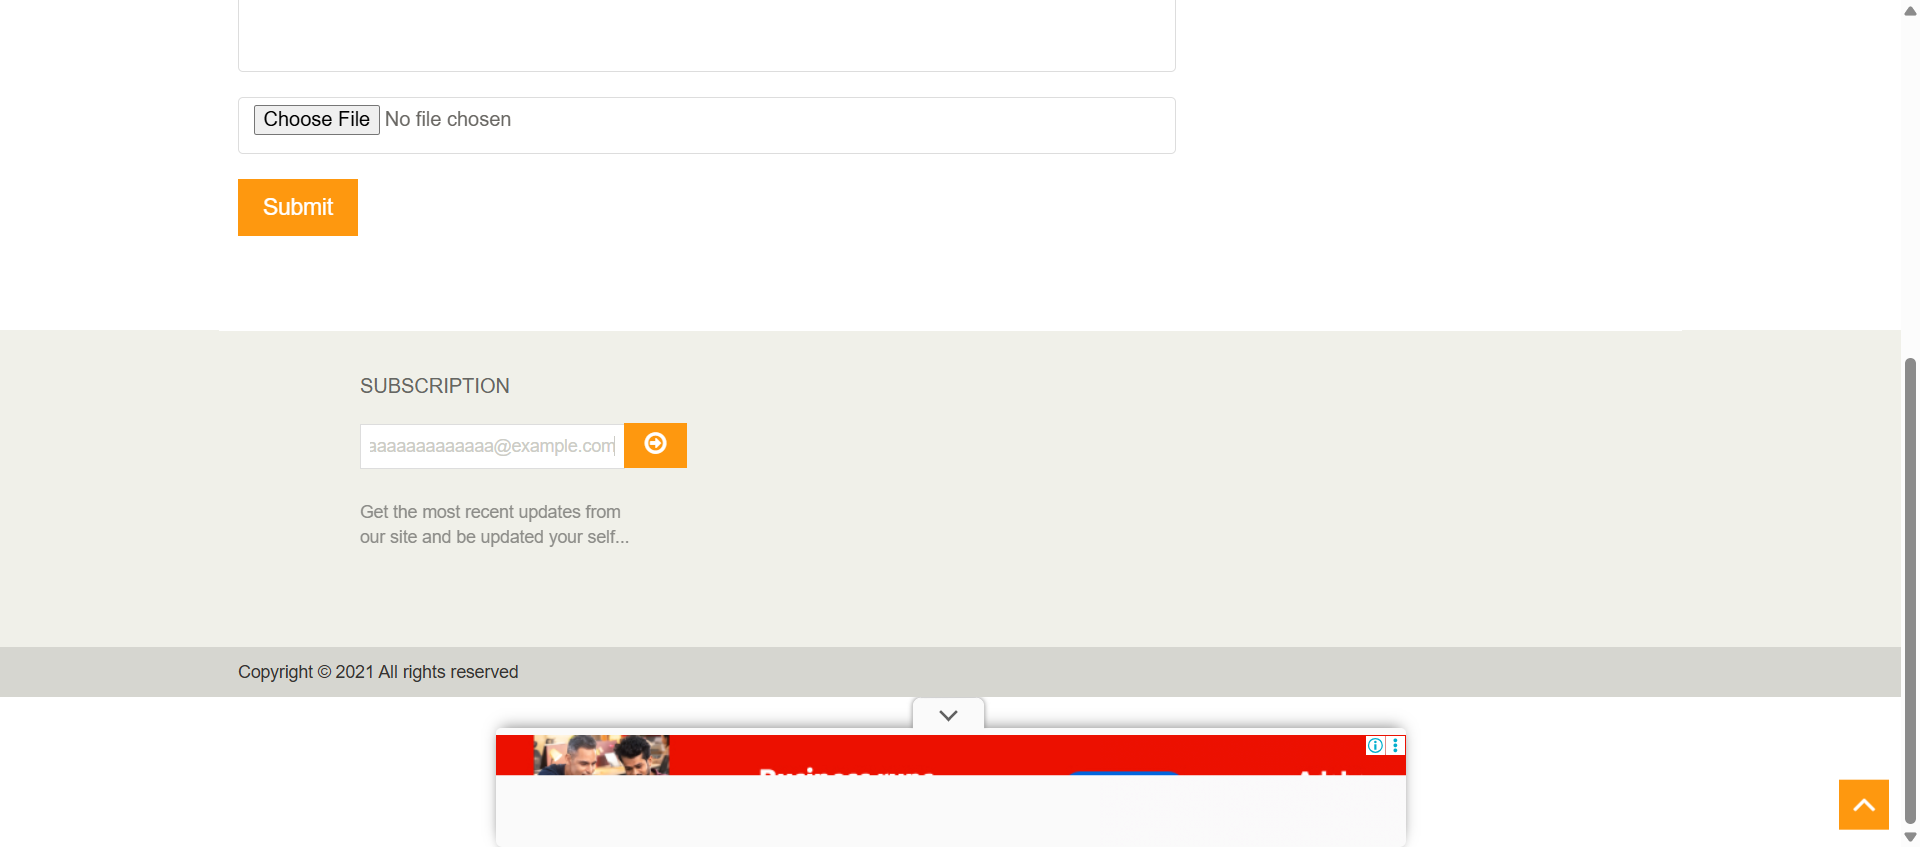 Choose File No file chosen
Submit
SUBSCRIPTION
aaaaaaaaaaaaa@example.com
Get the most recent updates from
our site and be updated your self...
Copyright © 2021 All rights reserved